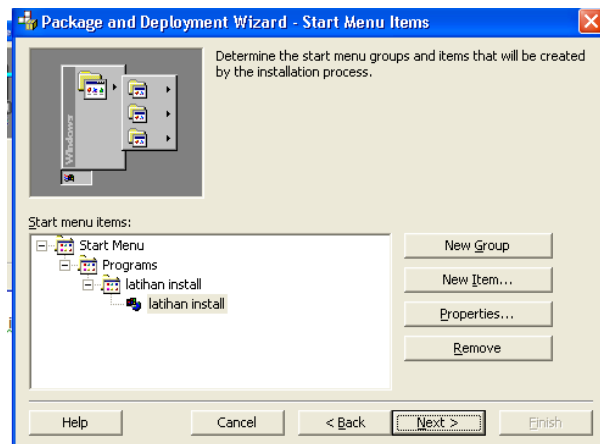 Package and Deployment Wizard - Start Menu Items
Determine the start menu groups and items that will be created
by the installation process.
Windows
Start menu items:
Start Menu
Programs
latihan install
latihan install
New Group
New Item...
Properties...
Remove
Help
Cancel
< Back
Next >
Finish